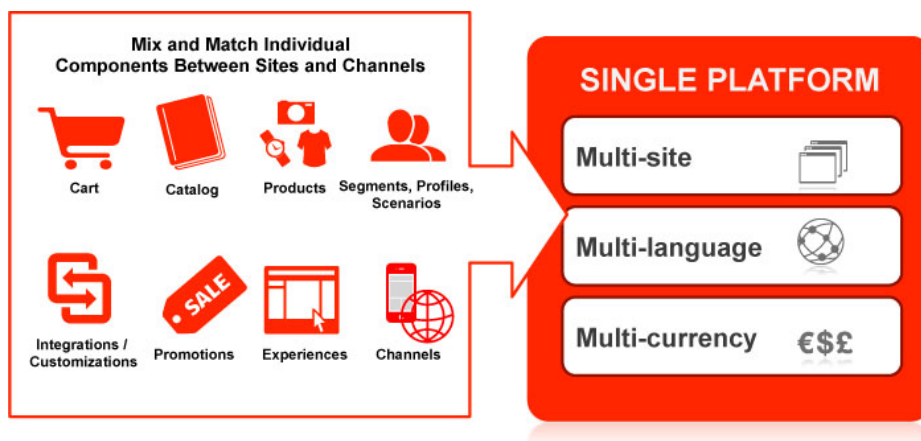 Mix and Match Individual
Components Between Sites and Channels
Cart
Catalog
Products
Segments, Profiles,
Scenarios
Integrations /
Customizations
SALE
Promotions
Experiences
Channels
SINGLE PLATFORM
Multi-site
Multi-language
Multi-currency
€$£